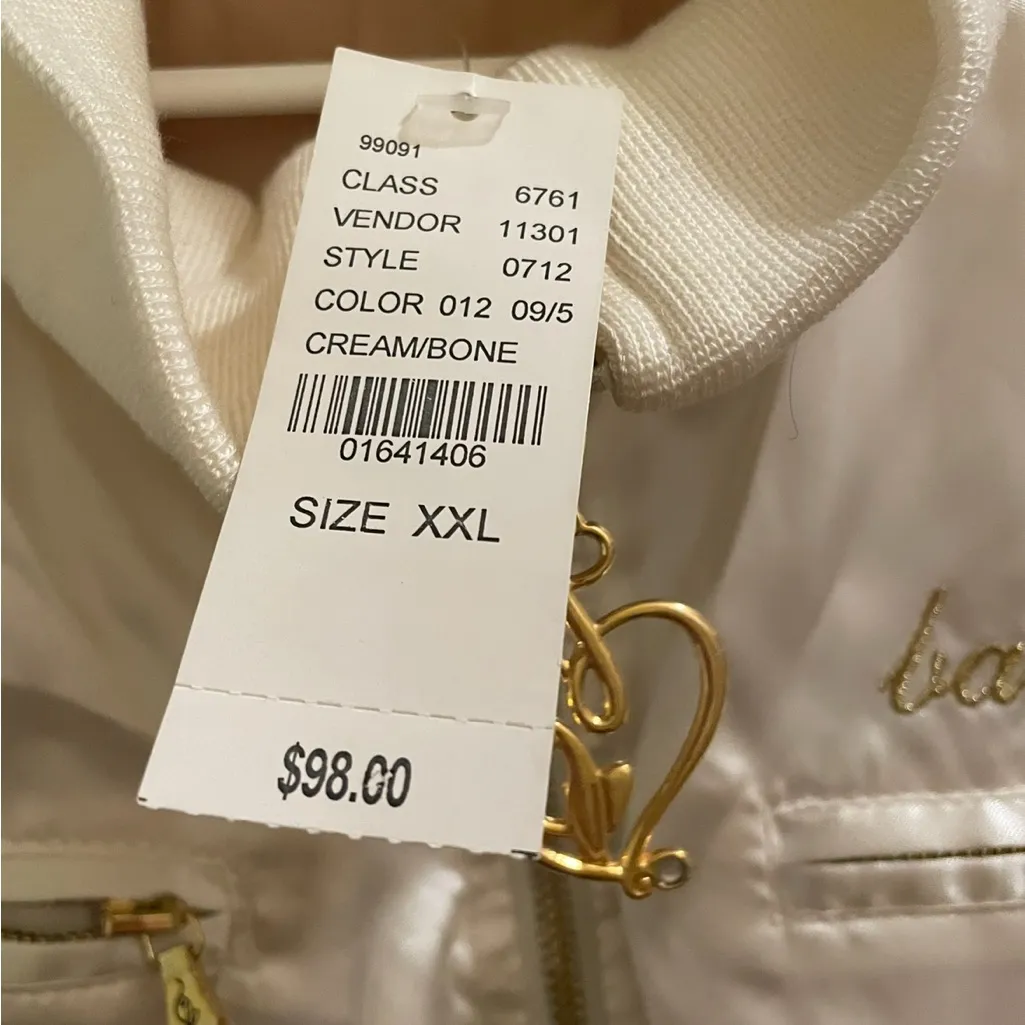 99091
CLASS 6761
VENDOR 11301
STYLE 0712
COLOR 012 09/5
CREAM/BONE
01641406
SIZE XXL
$98.00